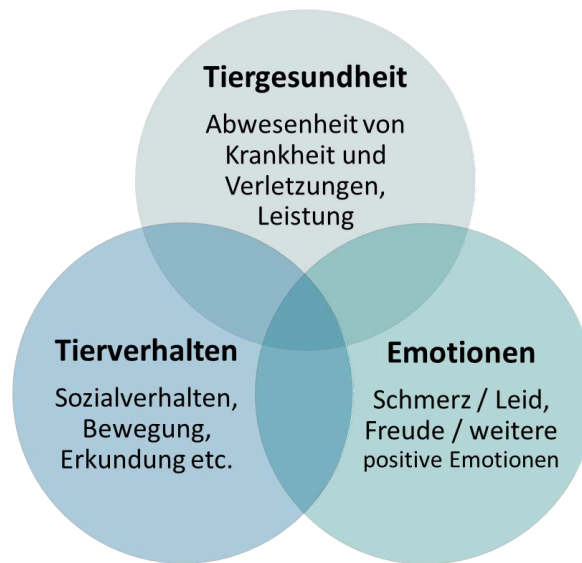 Tiergesundheit
Abwesenheit von
Krankheit und
Verletzungen,
Leistung
Tierverhalten
Sozialverhalten,
Bewegung,
Erkundung etc.
Emotionen
Schmerz / Leid,
Freude / weitere
positive Emotionen